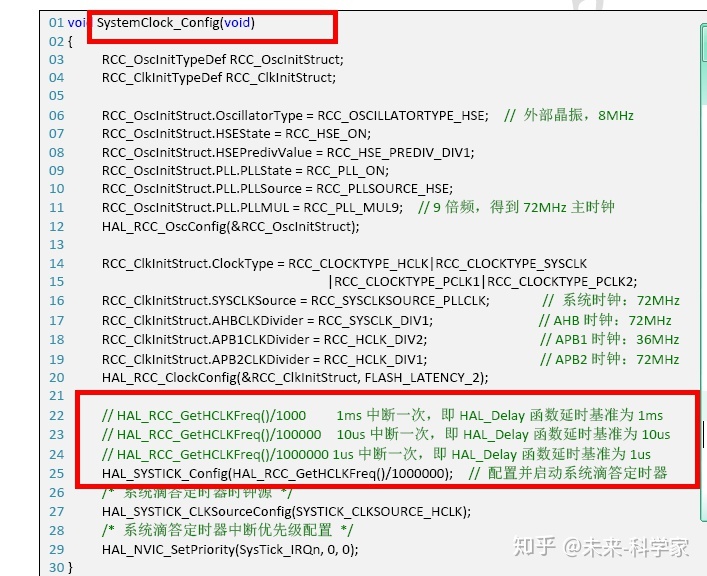 01 void SystemClock_Config(void)
02 {
03 RCC_OscInitTypeDef RCC_OscInitStruct;
04 RCC_ClkInitTypeDef RCC_ClkInitStruct;
05
06 RCC_OscInitStruct.OscillatorType = RCC_OSCILLATORTYPE_HSE; // 外部晶振，8MHz
07 RCC_OscInitStruct.HSEState = RCC_HSE_ON;
08 RCC_OscInitStruct.HSEPredivValue = RCC_HSE_PREDIV_DIV1;
09 RCC_OscInitStruct.PLL.PLLState = RCC_PLL_ON;
10 RCC_OscInitStruct.PLL.PLLSource = RCC_PLLSOURCE_HSE;
11 RCC_OscInitStruct.PLL.PLLMUL = RCC_PLL_MUL9; // 9 倍频，得到 72MHz 主时钟
12 HAL_RCC_OscConfig(&RCC_OscInitStruct);
13
14 RCC_ClkInitStruct.ClockType = RCC_CLOCKTYPE_HCLK|RCC_CLOCKTYPE_SYSCLK
15 |RCC_CLOCKTYPE_PCLK1|RCC_CLOCKTYPE_PCLK2;
16 RCC_ClkInitStruct.SYSCLKSource = RCC_SYSCLKSOURCE_PLLCLK; // 系统时钟：72MHz
17 RCC_ClkInitStruct.AHBCLKDivider = RCC_SYSCLK_DIV1; // AHB 时钟：72MHz
18 RCC_ClkInitStruct.APB1CLKDivider = RCC_HCLK_DIV2; // APB1 时钟：36MHz
19 RCC_ClkInitStruct.APB2CLKDivider = RCC_HCLK_DIV1; // APB2 时钟：72MHz
20 HAL_RCC_ClockConfig(&RCC_ClkInitStruct, FLASH_LATENCY_2);
21
22 // HAL_RCC_GetHCLKFreq()/1000 1ms 中断一次，即 HAL_Delay 函数延时基准为 1ms
23 // HAL_RCC_GetHCLKFreq()/100000 10us 中断一次，即 HAL_Delay 函数延时基准为 10us
24 // HAL_RCC_GetHCLKFreq()/1000000 1us 中断一次，即 HAL_Delay 函数延时基准为 1us
25 HAL_SYSTICK_Config(HAL_RCC_GetHCLKFreq()/1000000); // 配置并启动系统滴答定时器
26 /* 系统滴答定时器时钟源 */
27 HAL_SYSTICK_CLKSourceConfig(SYSTICK_CLKSOURCE_HCLK);
28 /* 系统滴答定时器中断优先级配置 */
29 HAL_NVIC_SetPriority(SysTick_IRQn, 0, 0);
30 }
知乎 @未来-科学家